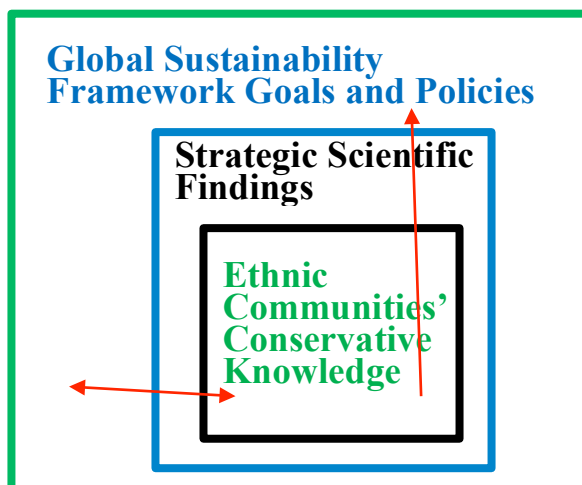 Global Sustainability
Framework Goals and Policies
Strategic Scientific
Findings
Ethnic
Communities’
Conservative
Knowledge